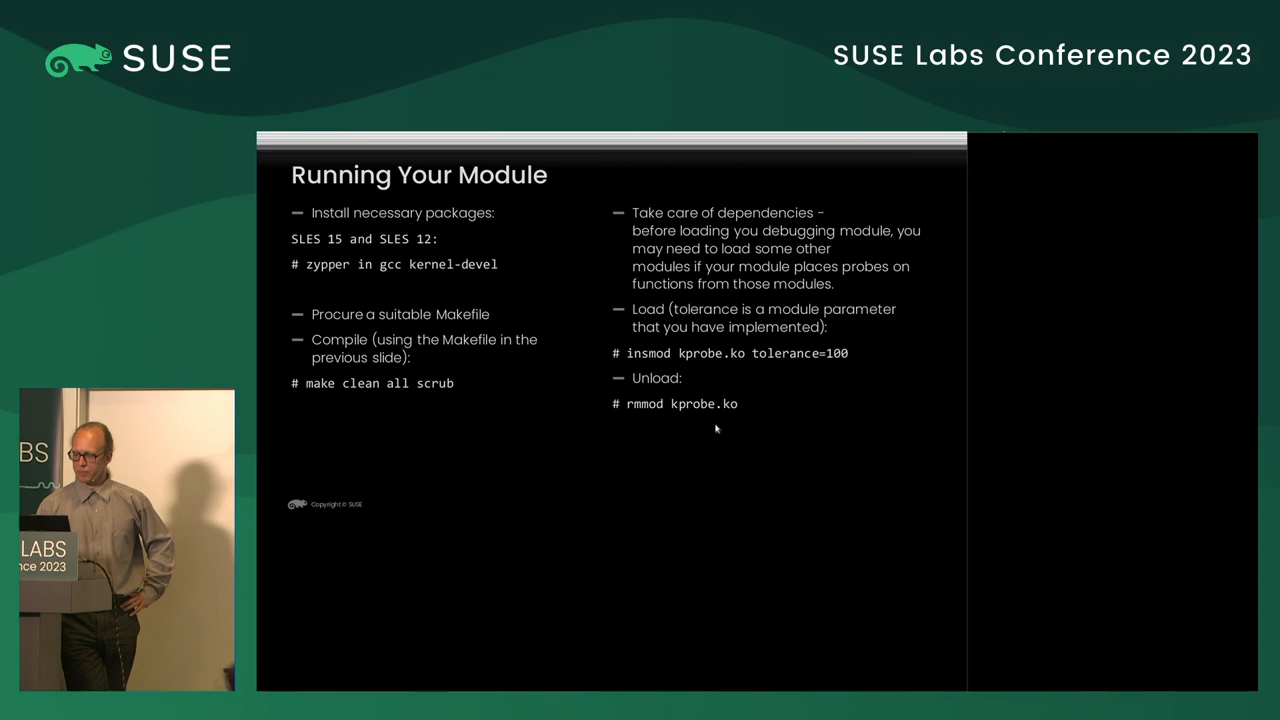 SUSE
SUSE Labs Conference 2023
Running Your Module
Install necessary packages:
SLES 15 and SLES 12:
# zypper in gcc kernel-devel
Procure a suitable Makefile
Compile (using the Makefile in the
previous slide):
# make clean all scrub
Take care of dependencies -
before loading you debugging module, you
may need to load some other
modules if your module places probes on
functions from those modules.
Load (tolerance is a module parameter
that you have implemented):
# insmod kprobe.ko tolerance=100
Unload:
# rmmod kprobe.ko
Copyright © SUSE
BS
LABS
nce 2023